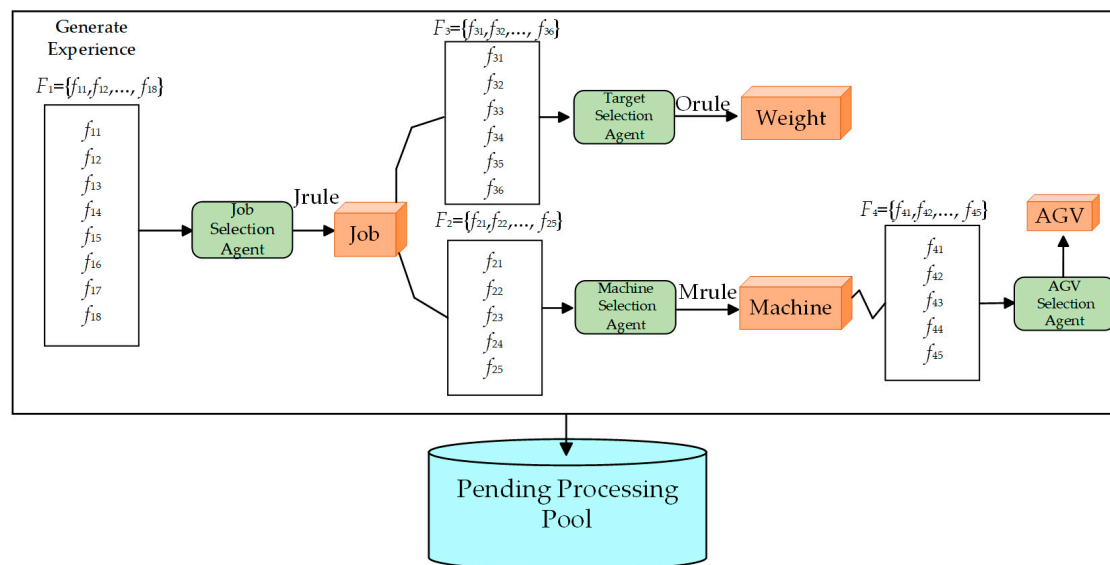 Generate
Experience
F1={f11,f12,..., f18}
f11
f12
f13
f14
f15
f16
f17
f18
Job
Selection
Agent
Jrule
Job
F3={f31,f32,..., f36}
f31
f32
f33
f34
f35
f36
Target
Selection
Agent
Orule
Weight
F2={f21,f22,..., f25}
f21
f22
f23
f24
f25
Machine
Selection
Agent
Mrule
Machine
F4={f41,f42,..., f45}
f41
f42
f43
f44
f45
AGV
Selection
Agent
AGV
Pending Processing
Pool